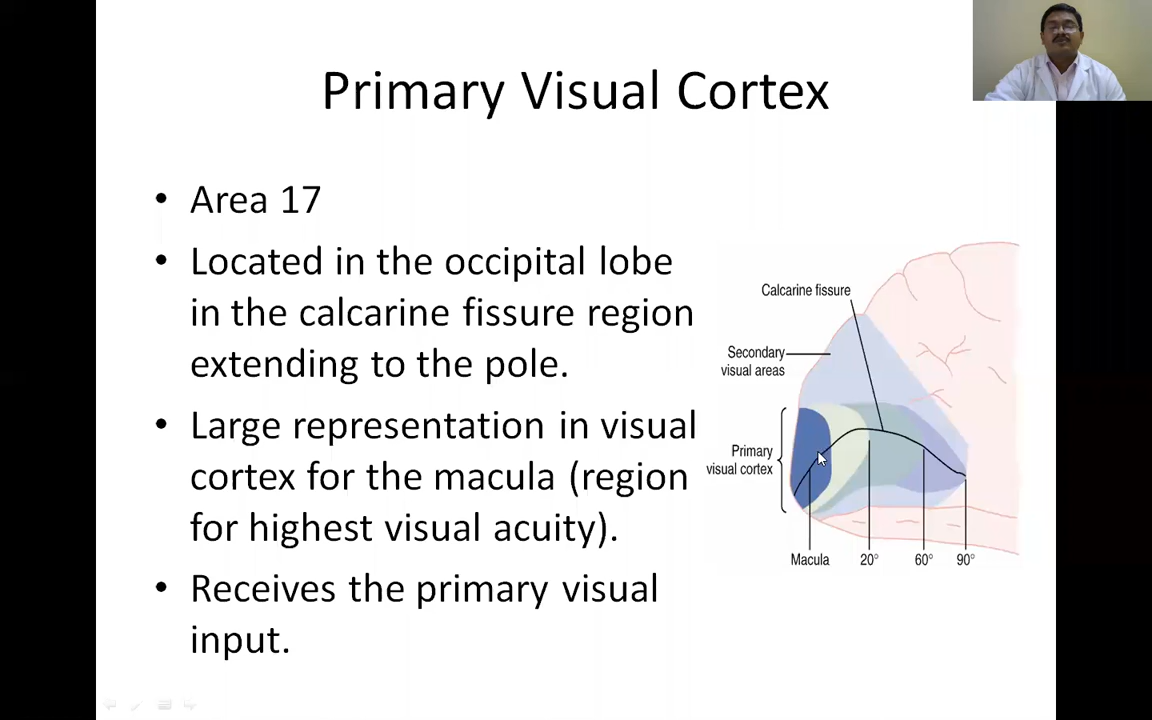 Primary Visual Cortex
• Area 17
• Located in the occipital lobe
in the calcarine fissure region
extending to the pole.
• Large representation in visual
cortex for the macula (region
for highest visual acuity).
• Receives the primary visual
input.
Calcarine fissure
Secondary
visual areas
Primary
visual cortex
Macula 20° 60° 90°